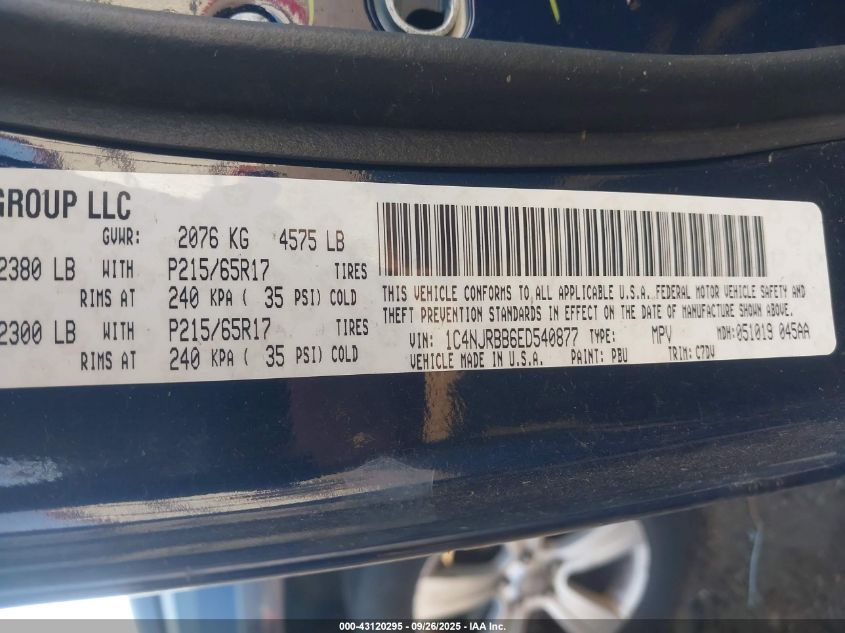 GROUP LLC
GVWR: 2076 KG 4575 LB
2380 LB WITH P215/65R17 TIRES
RIMS AT 240 KPA ( 35 PSI) COLD
2300 LB WITH P215/65R17 TIRES
RIMS AT 240 KPA ( 35 PSI) COLD
THIS VEHICLE CONFORMS TO ALL APPLICABLE U.S.A. FEDERAL MOTOR VEHICLE SAFETY AND
THEFT PREVENTION STANDARDS IN EFFECT ON THE DATE OF MANUFACTURE SHOWN ABOVE.
VIN: 1C4NJRBB6ED540877 TYPE: MPV MDH: 051019 045AA
VEHICLE MADE IN U.S.A. PAINT: PBU TRIM: C7DV
000-43120295 - 09/26/2025 - IAA Inc.